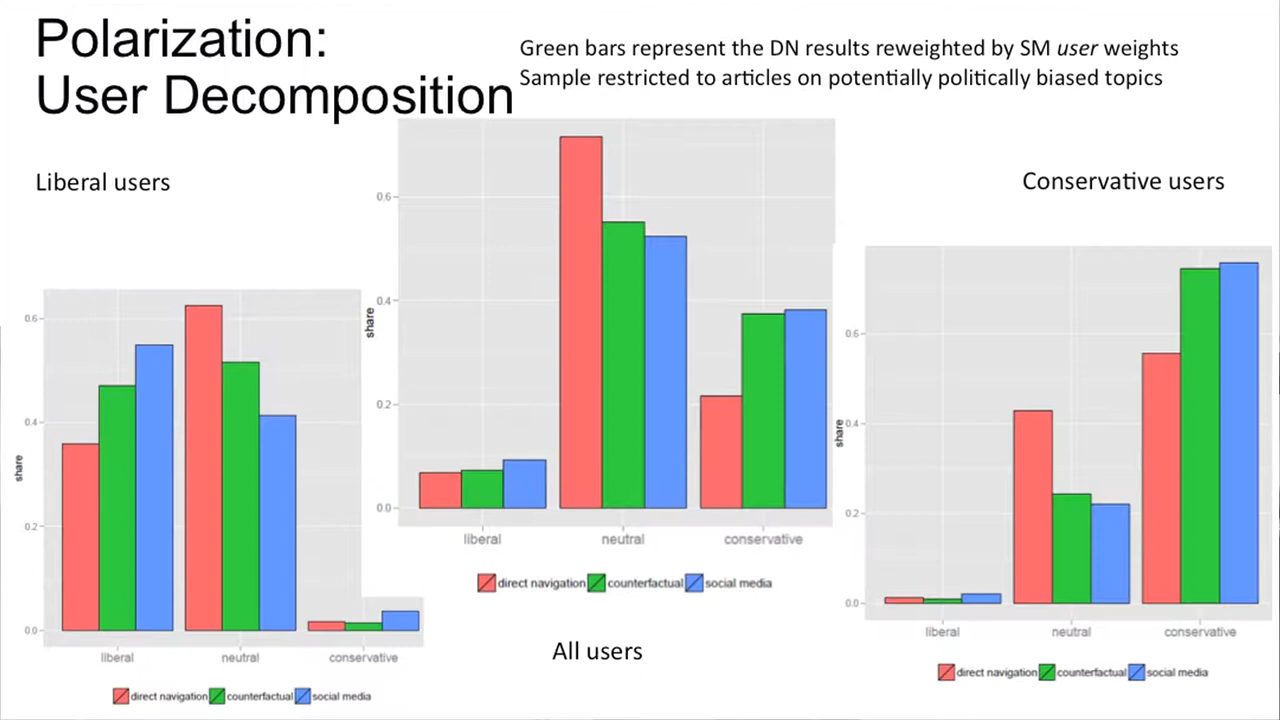 Polarization:
User Decomposition
Green bars represent the DN results reweighted by SM user weights
Sample restricted to articles on potentially politically biased topics
Liberal users
0.6
0.4
0.2
0.0
share
liberal neutral conservative
direct navigation counterfactual social media
0.6
0.4
0.2
0.0
share
liberal neutral conservative
direct navigation counterfactual social media
All users
Conservative users
0.6
0.4
0.2
0.0
share
liberal neutral conservative
direct navigation counterfactual social media